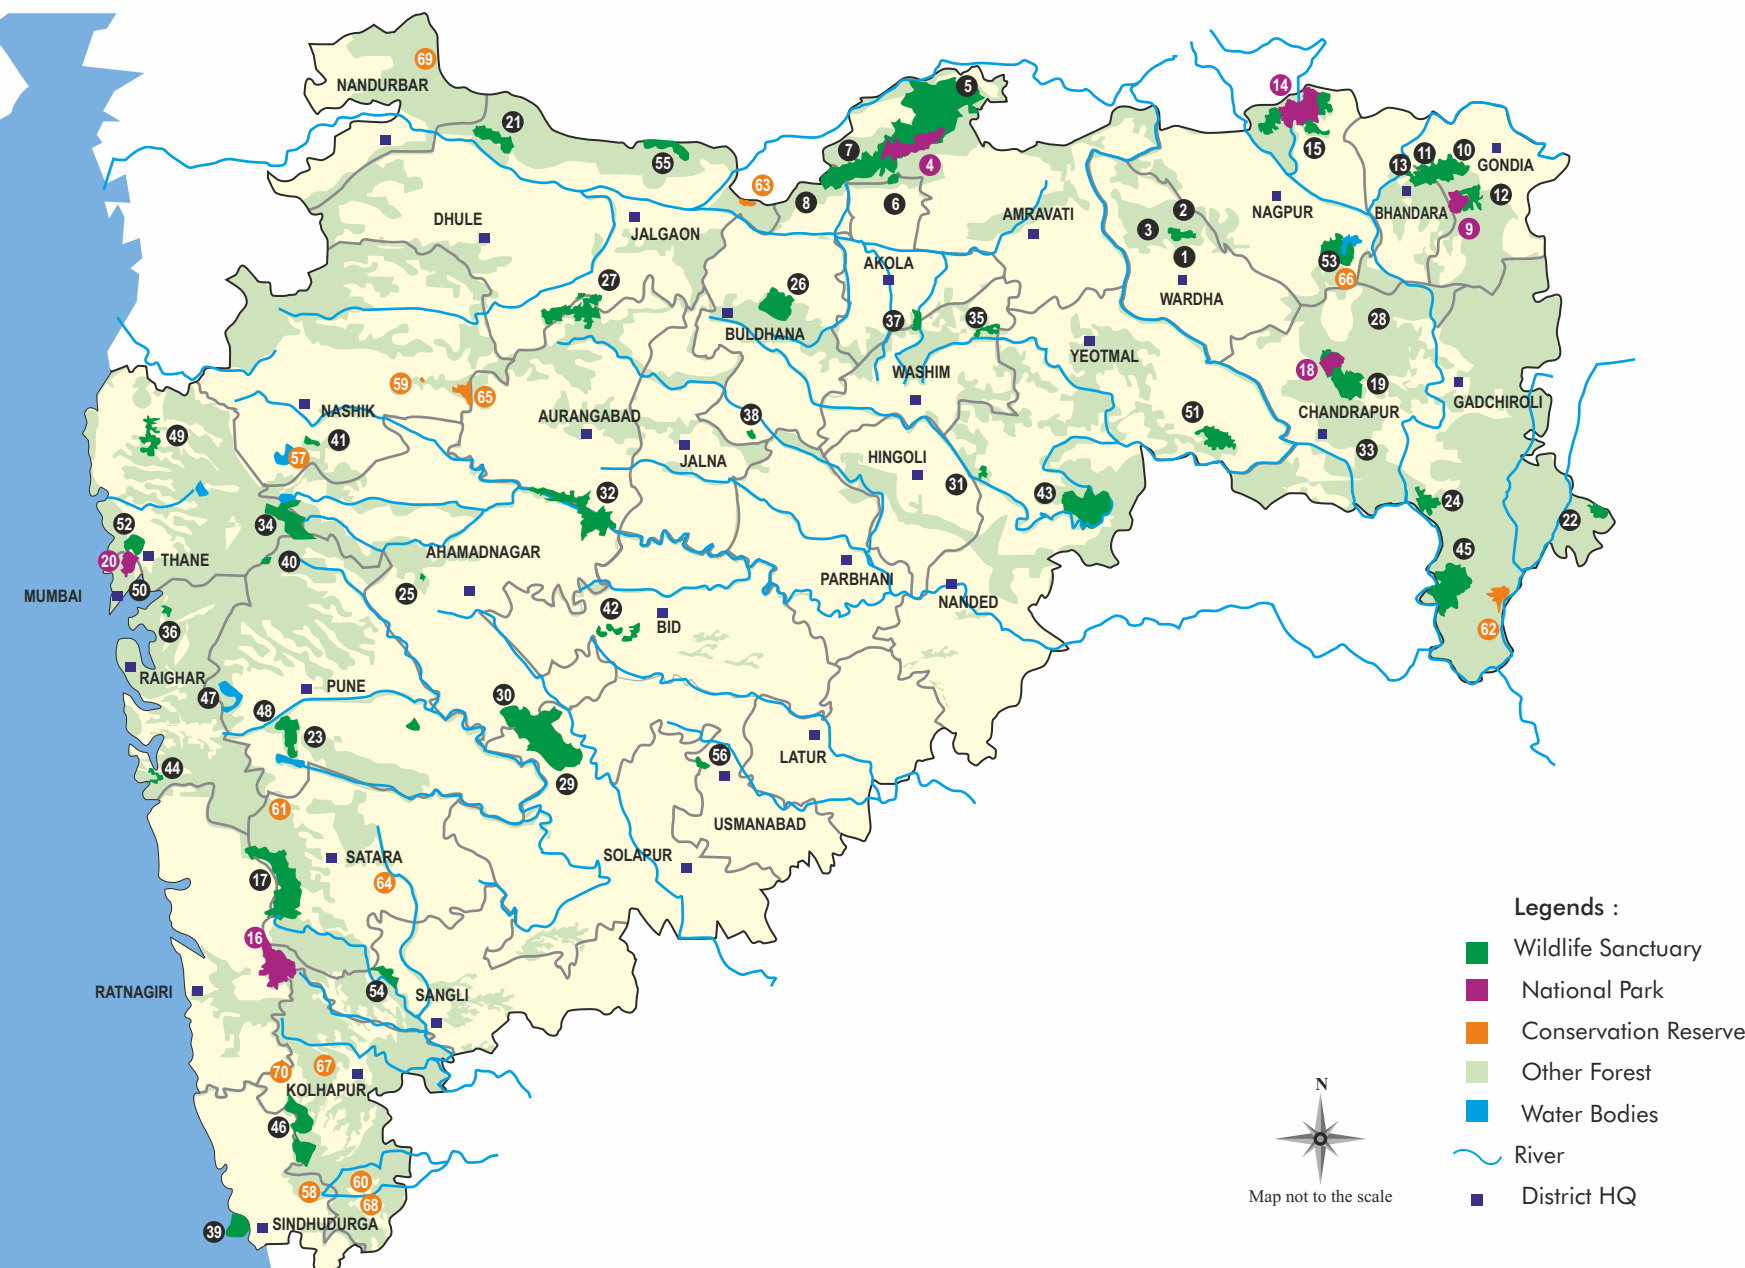 69
NANDURBAR
5
14
21
7
55
4
15
13
11
10
GONDIA
63
8
6
AMRAVATI
2
NAGPUR
BHANDARA
12
DHULE
JALGAON
3
9
AKOLA
1
53
27
26
WARDHA
66
37
35
28
BULDHANA
YEOTMAL
WASHIM
18
59
65
19
NASHIK
AURANGABAD
38
51
CHANDRAPUR
GADCHIROLI
49
41
57
JALNA
HINGOLI
33
32
31
43
24
52
34
22
20
THANE
40
AHAMADNAGAR
45
MUMBAI
50
25
PARBHANI
NANDED
42
BID
36
62
RAIGHAR
47
PUNE
30
48
23
LATUR
44
56
29
61
USMANABAD
17
SATARA
64
SOLAPUR
16
RATNAGIRI
54
SANGLI
70
67
KOLHAPUR
46
58
60
68
39
SINDHUDURGA
Legends :
Wildlife Sanctuary
National Park
Conservation Reserve
Other Forest
Water Bodies
River
District HQ
N
Map not to the scale